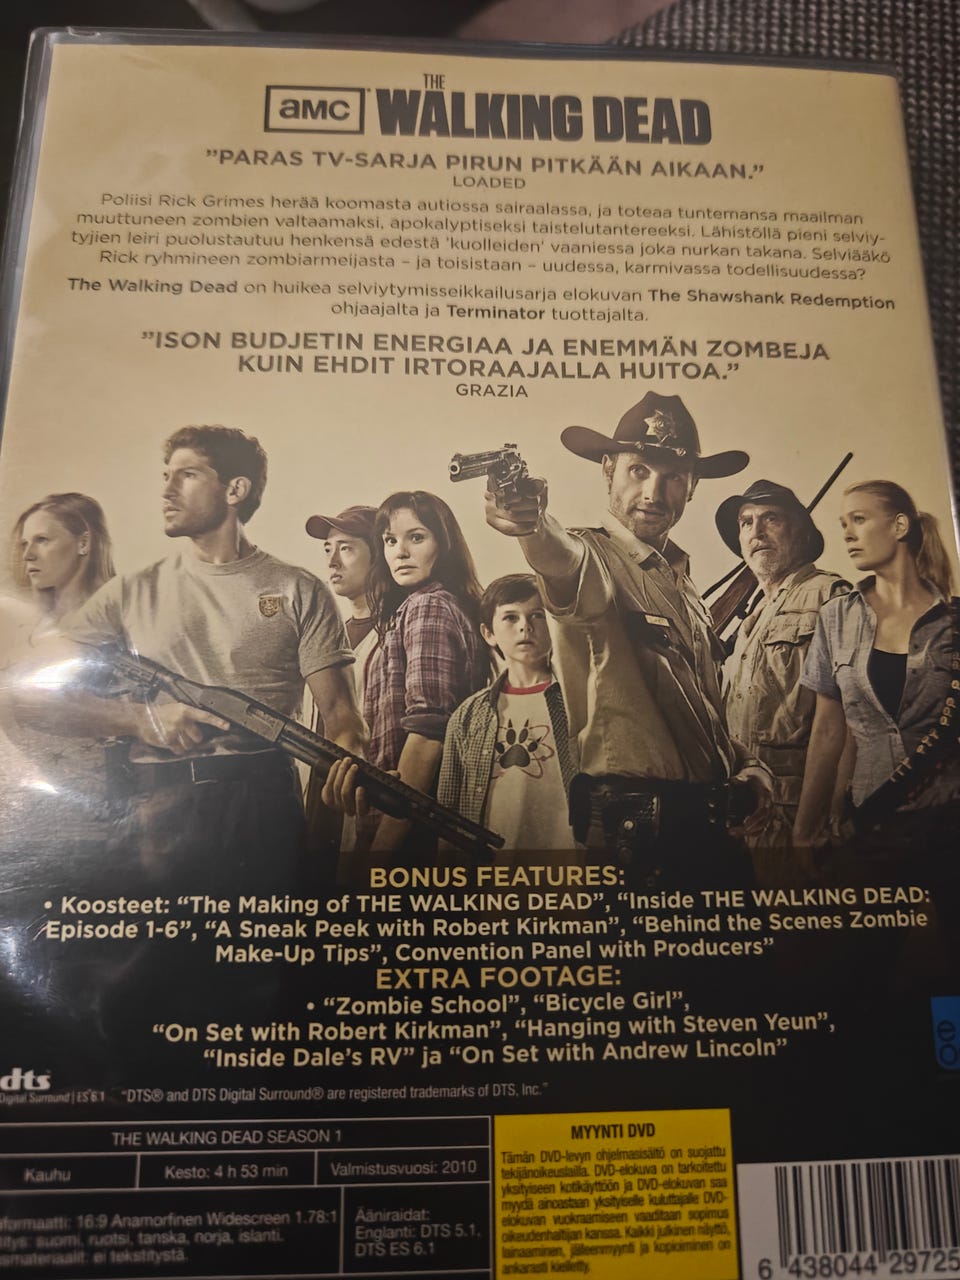 aMC THE WALKING DEAD
”PARAS TV-SARJA PIRUN PITKÄÄN AIKAAN.”
LOADED
Poliisi Rick Grimes herää koomasta autiossa sairaalassa, ja toteaa tuntemansa maailman
muuttuneen zombien valtaamaksi, apokalyptiseksi taistelutantereeksi. Lähistöllä pieni selviy-
tyjien leiri puolustautuu henkensä edestä 'kuolleiden' vaaniessa joka nurkan takana. Selviääkö
Rick ryhmineen zombiarmeijasta – ja toisistaan – uudessa, karmivassa todellisuudessa?
The Walking Dead on huikea selviytymisseikkailusarja elokuvan The Shawshank Redemption
ohjaajalta ja Terminator tuottajalta.
”ISON BUDJETIN ENERGIAA JA ENEMMÄN ZOMBEJA
KUIN EHDIT IRTORAAJALLA HUITOA.”
GRAZIA
BONUS FEATURES:
• Koosteet: “The Making of THE WALKING DEAD”, “Inside THE WALKING DEAD:
Episode 1-6”, “A Sneak Peek with Robert Kirkman”, “Behind the Scenes Zombie
Make-Up Tips”, Convention Panel with Producers”
EXTRA FOOTAGE:
• “Zombie School”, “Bicycle Girl”,
“On Set with Robert Kirkman”, “Hanging with Steven Yeun”,
“Inside Dale’s RV” ja “On Set with Andrew Lincoln”
dts
Digital Surround | ES 6.1 “DTS® and DTS Digital Surround® are registered trademarks of DTS, Inc.”
THE WALKING DEAD SEASON 1
Kauhu Kesto: 4 h 53 min Valmistusvuosi: 2010
16:9 Anamorfinen Widescreen 1.78:1
suomi, ruotsi, tanska, norja, islanti.
ei tekstitystä.
Ääniraidat:
Englanti: DTS 5.1,
DTS ES 6.1
MYYNTI DVD
Tämän DVD-levyn ohjelmasisältö on suojattu
tekijänoikeuslailla. DVD-elokuva on tarkoitettu
yksityiseen kotikäyttöön ja DVD-elokuvan saa
myydä ainoastaan yksityiselle kuluttajalle DVD-
elokuvan vuokraamiseen vaaditaan sopimus
oikeudenhaltijan kanssa. Kaikki julkinen näyttö,
lainaaminen, jälleenmyynti ja kopioiminen on
ankarasti kielletty.
6 438044 29725